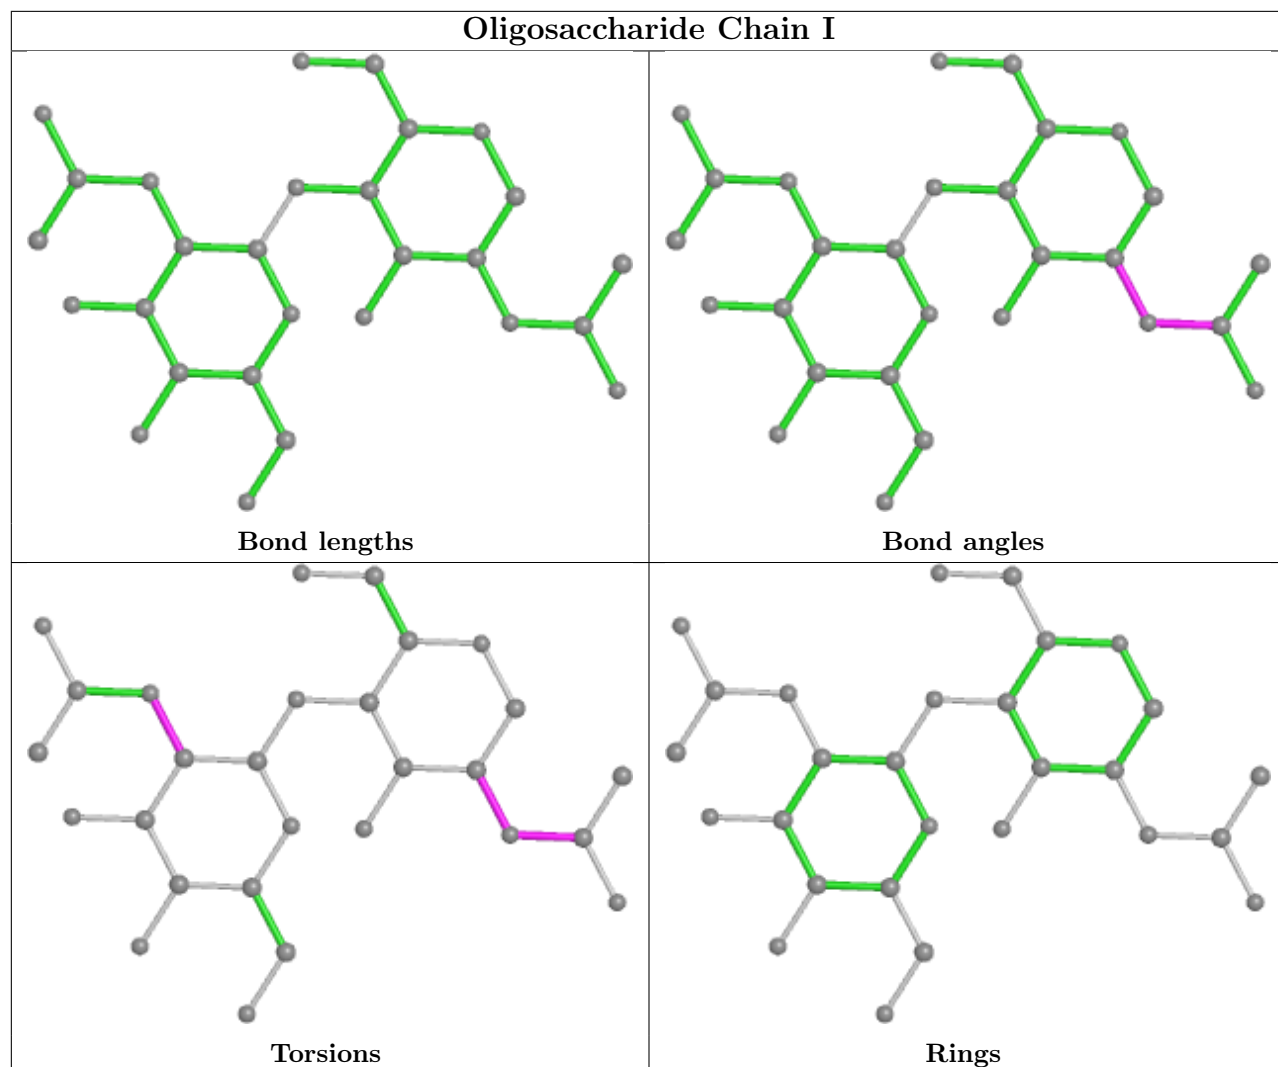 Oligosaccharide Chain I
Bond lengths
Bond angles
Torsions
Rings